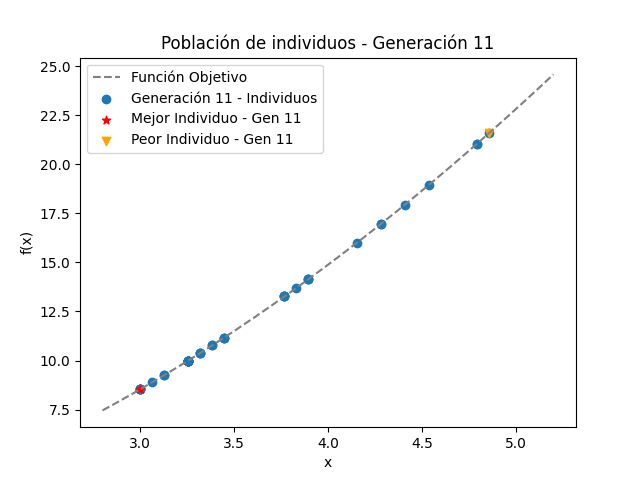 Población de individuos - Generación 11
25.0
22.5
20.0
17.5
15.0
12.5
10.0
7.5
f(x)
Función Objetivo
Generación 11 - Individuos
Mejor Individuo - Gen 11
Peor Individuo - Gen 11
3.0 3.5 4.0 4.5 5.0
x